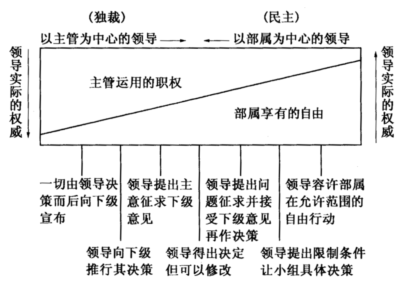 (独裁)
(民主)
以主管为中心的领导
以部属为中心的领导
领导实际的权威
主管运用的职权
部属享有的自由
领导实际的权威
一切由领导决
策而后向下级
宣布
领导提出主
意征求下级
意见
领导提出问
题征求并接
受下级意见
再作决策
领导容许部属
在允许范围的
自由行动
领导向下级
推行其决策
领导得出决定
但可以修改
领导提出限制条件
让小组具体决策